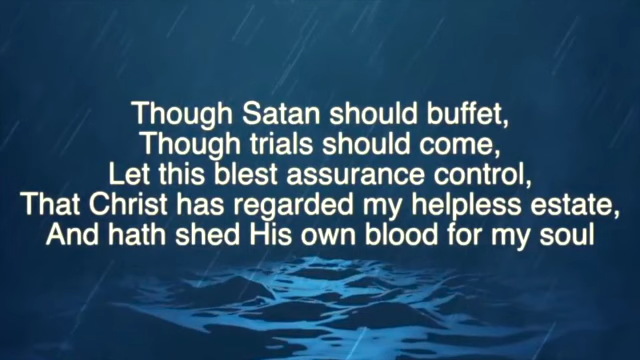 Though Satan should buffet,
Though trials should come,
Let this blest assurance control,
That Christ has regarded my helpless estate,
And hath shed His own blood for my soul